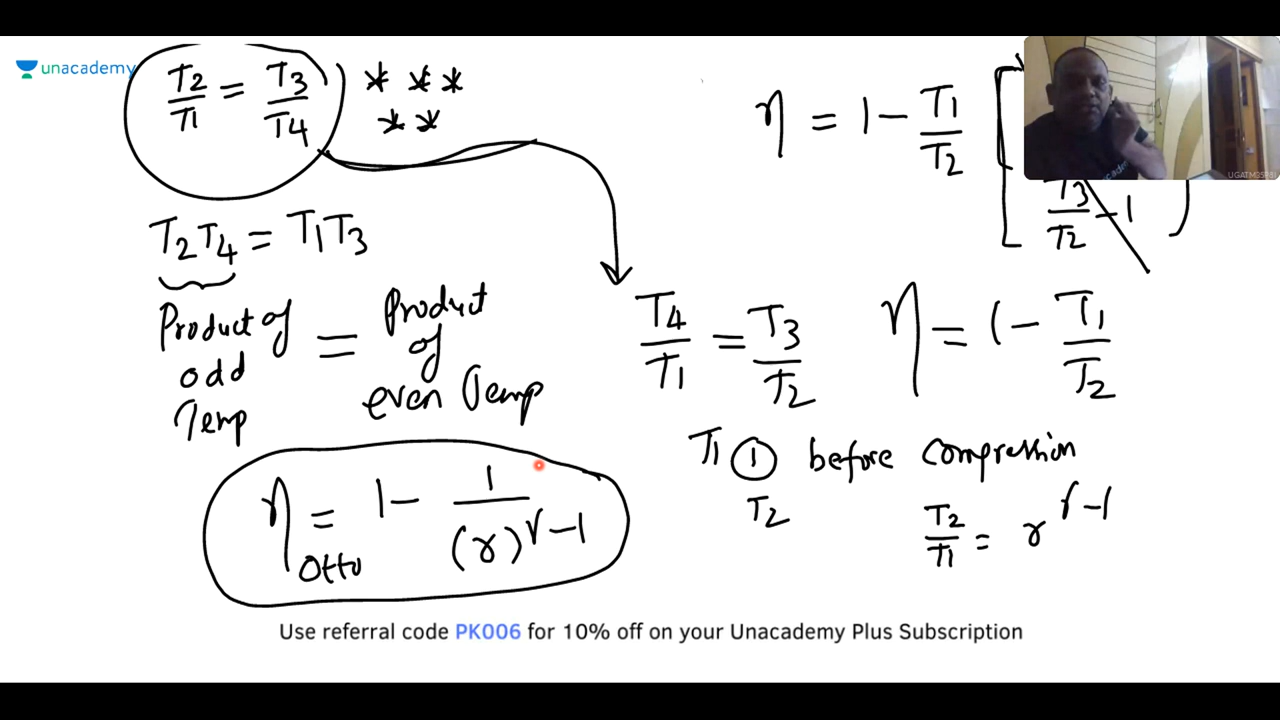 unacademy
T2/T1 = T3/T4 * * *
* *
T2T4 = T1T3
Product of odd Temp = Product of even Temp
η Otto = 1 - 1/(r)^γ-1
η = 1 - T1/T2 [
T3/T2 - 1
T4/T1 = T3/T2
η = 1 - T1/T2
T1 ① before compression
T2
T2/T1 = r^γ-1
Use referral code PK006 for 10% off on your Unacademy Plus Subscription